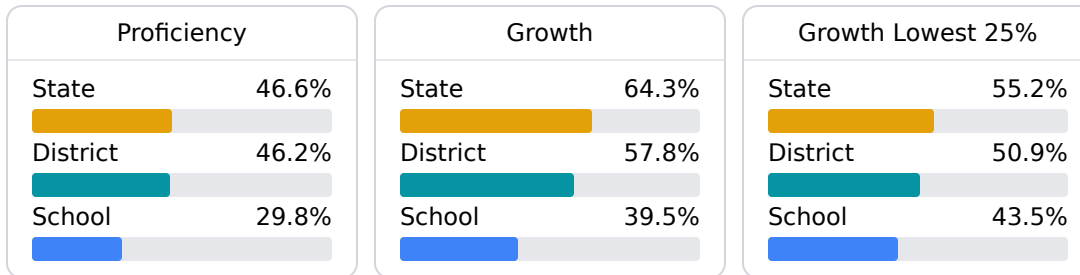 Proficiency
State 46.6%
District 46.2%
School 29.8%
Growth
State 64.3%
District 57.8%
School 39.5%
Growth Lowest 25%
State 55.2%
District 50.9%
School 43.5%